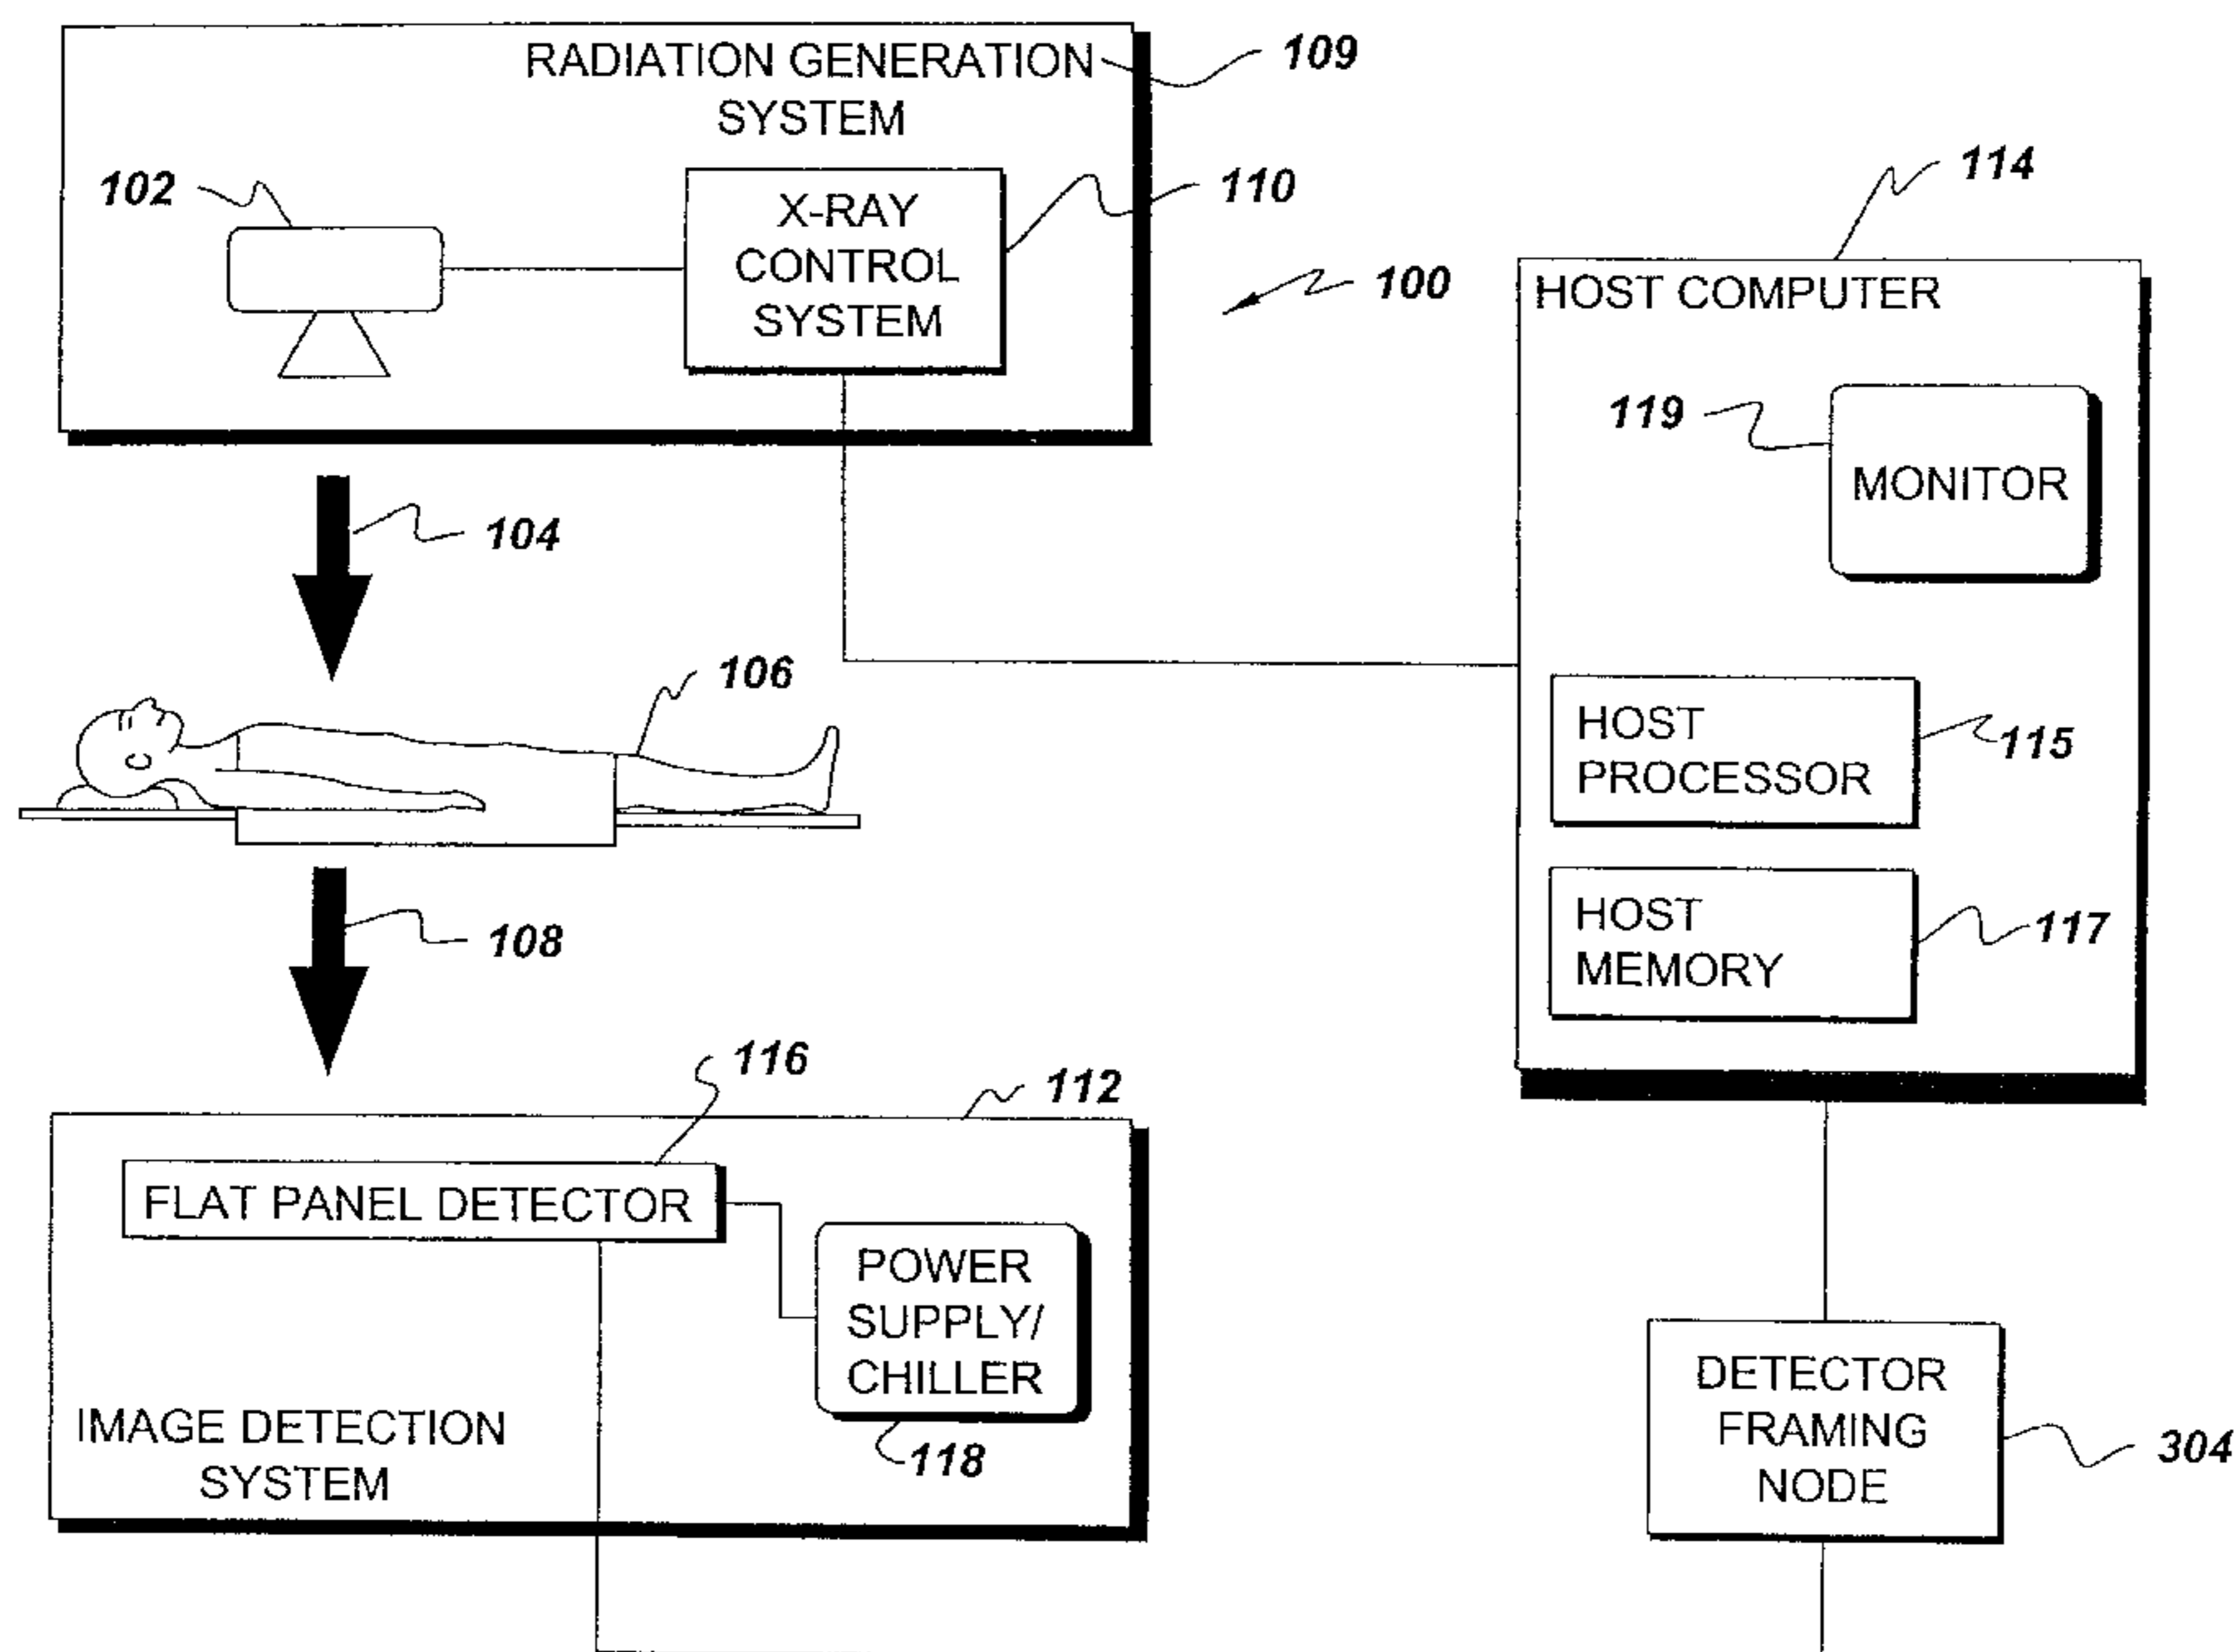 RADIATION GENERATION
SYSTEM
109
102
X-RAY
CONTROL
SYSTEM
110
100
114
HOST COMPUTER
119
MONITOR
104
106
HOST
PROCESSOR
115
HOST
MEMORY
117
108
116
112
FLAT PANEL DETECTOR
POWER
SUPPLY/
CHILLER
118
IMAGE DETECTION
SYSTEM
DETECTOR
FRAMING
NODE
304